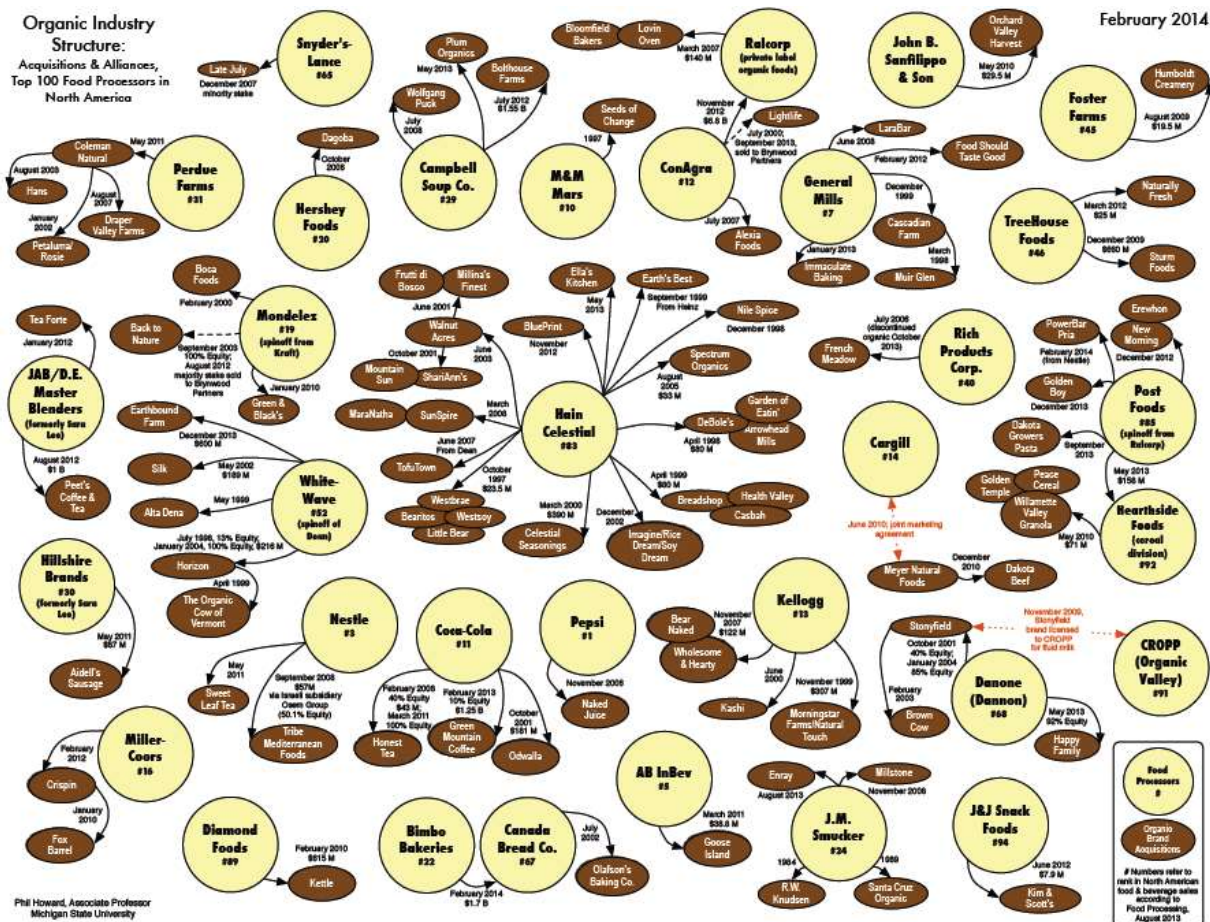 Organic Industry
Structure:
Acquisitions & Alliances,
Top 100 Food Processors in
North America
February 2014
Snyder's-
Lance
#65
Late July
December 2007
minority stake
Plum
Organics
May 2013
Bolthouse
Farms
July 2012
$1.55 B
Wolfgang
Puck
July
2008
Campbell
Soup Co.
#29
Bloomfield
Bakers
Lovin
Oven
March 2007
$140 M
Ralcorp
(private label
organic foods)
John B.
Sanfilippo
& Son
Orchard
Valley
Harvest
May 2010
$29.5 M
Humboldt
Creamery
August 2009
$19.5 M
Foster
Farms
#45
Coleman
Natural
May 2011
Perdue
Farms
#31
August 2003
Hans
January
2002
Petaluma/
Rosie
August
2007
Draper
Valley Farms
Dagoba
October
2006
Hershey
Foods
#20
Seeds of
Change
1997
M&M
Mars
#10
November
2012
$6.8 B
Lightlife
July 2000;
September 2013,
sold to Brynwood
Partners
ConAgra
#12
July 2007
Alexia
Foods
LaraBar
June 2008
Food Should
Taste Good
February 2012
General
Mills
#7
December
1999
Cascadian
Farm
March
1998
Muir Glen
January 2013
Immaculate
Baking
TreeHouse
Foods
#46
Naturally
Fresh
March 2012
$25 M
December 2009
$660 M
Sturm
Foods
Boca
Foods
February 2000
Mondelez
#19
(spinoff from
Kraft)
Back to
Nature
September 2003
100% Equity;
August 2012
majority stake sold
to Brynwood
Partners
January 2010
Green &
Black's
Tea Forte
January 2012
JAB/D.E.
Master
Blenders
(formerly Sara
Lee)
August 2012
$1 B
Peet's
Coffee &
Tea
Frutti di
Bosco
Millina's
Finest
June 2001
Walnut
Acres
October 2001
Mountain
Sun
ShariAnn's
June
2003
BluePrint
November
2012
Ella's
Kitchen
May
2013
Earth's Best
September 1999
From Heinz
Nile Spice
December 1998
Spectrum
Organics
August
2005
$33 M
Garden of
Eatin'
DeBole's
Arrowhead
Mills
April 1998
$80 M
Hain
Celestial
#83
MaraNatha
SunSpire
March
2008
TofuTown
June 2007
From Dean
October
1997
$23.5 M
Westbrae
Bearitos
Westsoy
Little Bear
March 2000
$390 M
Celestial
Seasonings
December
2002
Imagine/Rice
Dream/Soy
Dream
April 1999
$80 M
Breadshop
Health Valley
Casbah
July 2006
(discontinued
organic October
2013)
French
Meadow
Rich
Products
Corp.
#40
Erewhon
New
Morning
December 2012
PowerBar
Pria
February 2014
(from Nestle)
Golden
Boy
December 2013
Post
Foods
#85
(spinoff from
Ralcorp)
Dakota
Growers
Pasta
September
2013
May 2013
$158 M
Golden
Temple
Peace
Cereal
Willamette
Valley
Granola
May 2010
$71 M
Hearthside
Foods
(cereal
division)
#92
Earthbound
Farm
December 2013
$600 M
Silk
May 2002
$189 M
Alta Dena
May 1999
White-
Wave
#52
(spinoff of
Dean)
July 1998, 13% Equity;
January 2004, 100% Equity, $216 M
Horizon
April 1999
The Organic
Cow of
Vermont
Cargill
#14
June 2010; joint marketing
agreement
Meyer Natural
Foods
December
2010
Dakota
Beef
Hillshire
Brands
#30
(formerly Sara
Lee)
May 2011
$87 M
Aidell's
Sausage
Nestle
#3
May
2011
Sweet
Leaf Tea
September 2008
$57M
via Israeli subsidiary
Osem Group
(50.1% Equity)
Tribe
Mediterranean
Foods
Coca-Cola
#11
February 2008
40% Equity
$43 M;
March 2011
100% Equity
Honest
Tea
February 2013
10% Equity
$1.25 B
Green
Mountain
Coffee
October
2001
$181 M
Odwalla
Pepsi
#1
November 2006
Naked
Juice
Kellogg
#13
Bear
Naked
November
2007
$122 M
Wholesome
& Hearty
June
2000
Kashi
November 1999
$307 M
Morningstar
Farms/Natural
Touch
Stonyfield
November 2009,
Stonyfield
brand licensed
to CROPP
for fluid milk
CROPP
(Organic
Valley)
#91
October 2001
40% Equity;
January 2004
85% Equity
Danone
(Dannon)
#68
February
2003
Brown
Cow
May 2013
92% Equity
Happy
Family
Miller-
Coors
#16
February
2012
Crispin
January
2010
Fox
Barrel
Diamond
Foods
#89
February 2010
$615 M
Kettle
Bimbo
Bakeries
#22
February 2014
$1.7 B
Canada
Bread Co.
#67
July
2002
Olafson's
Baking Co.
AB InBev
#5
March 2011
$38.8 M
Goose
Island
Enray
August 2013
Millstone
November 2008
J.M.
Smucker
#24
1984
R.W.
Knudsen
1989
Santa Cruz
Organic
J&J Snack
Foods
#94
June 2012
$7.9 M
Kim &
Scott's
Food
Processors
#
Organic
Brand
Acquisitions
# Numbers refer to
rank in North American
food & beverage sales
according to
Food Processing,
August 2013
Phil Howard, Associate Professor
Michigan State University